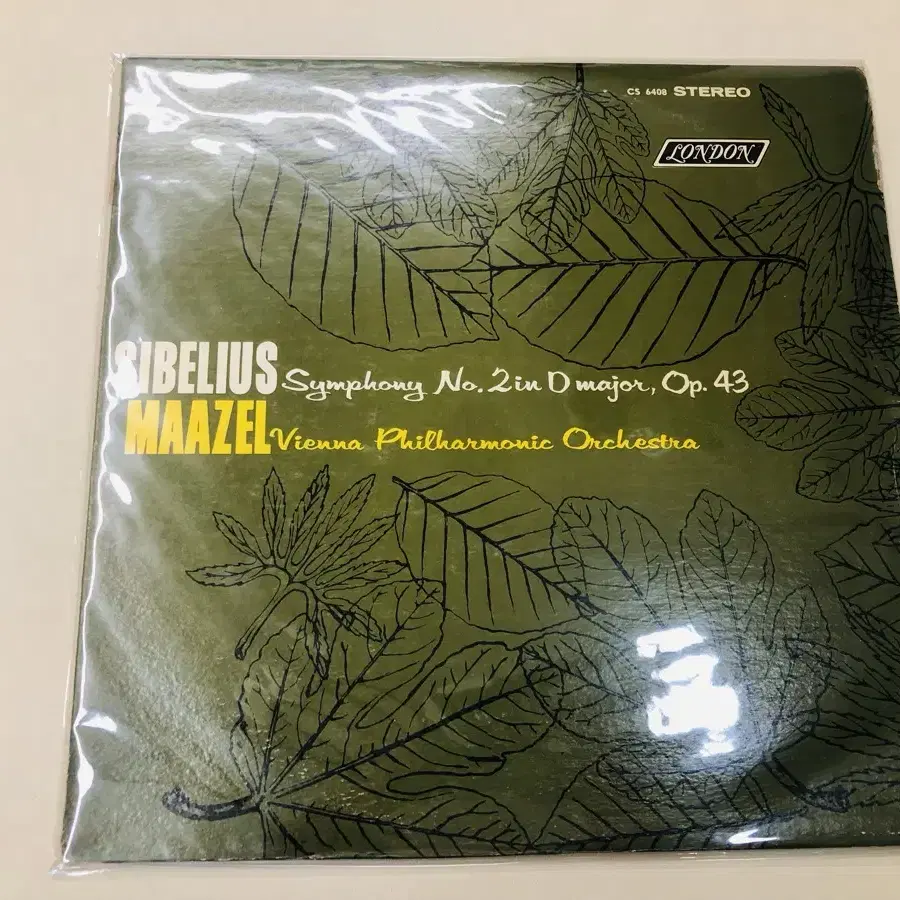 CS 6408 STEREO
LONDON
SIBELIUS Symphony No. 2 in D major, Op. 43
MAAZEL Vienna Philharmonic Orchestra